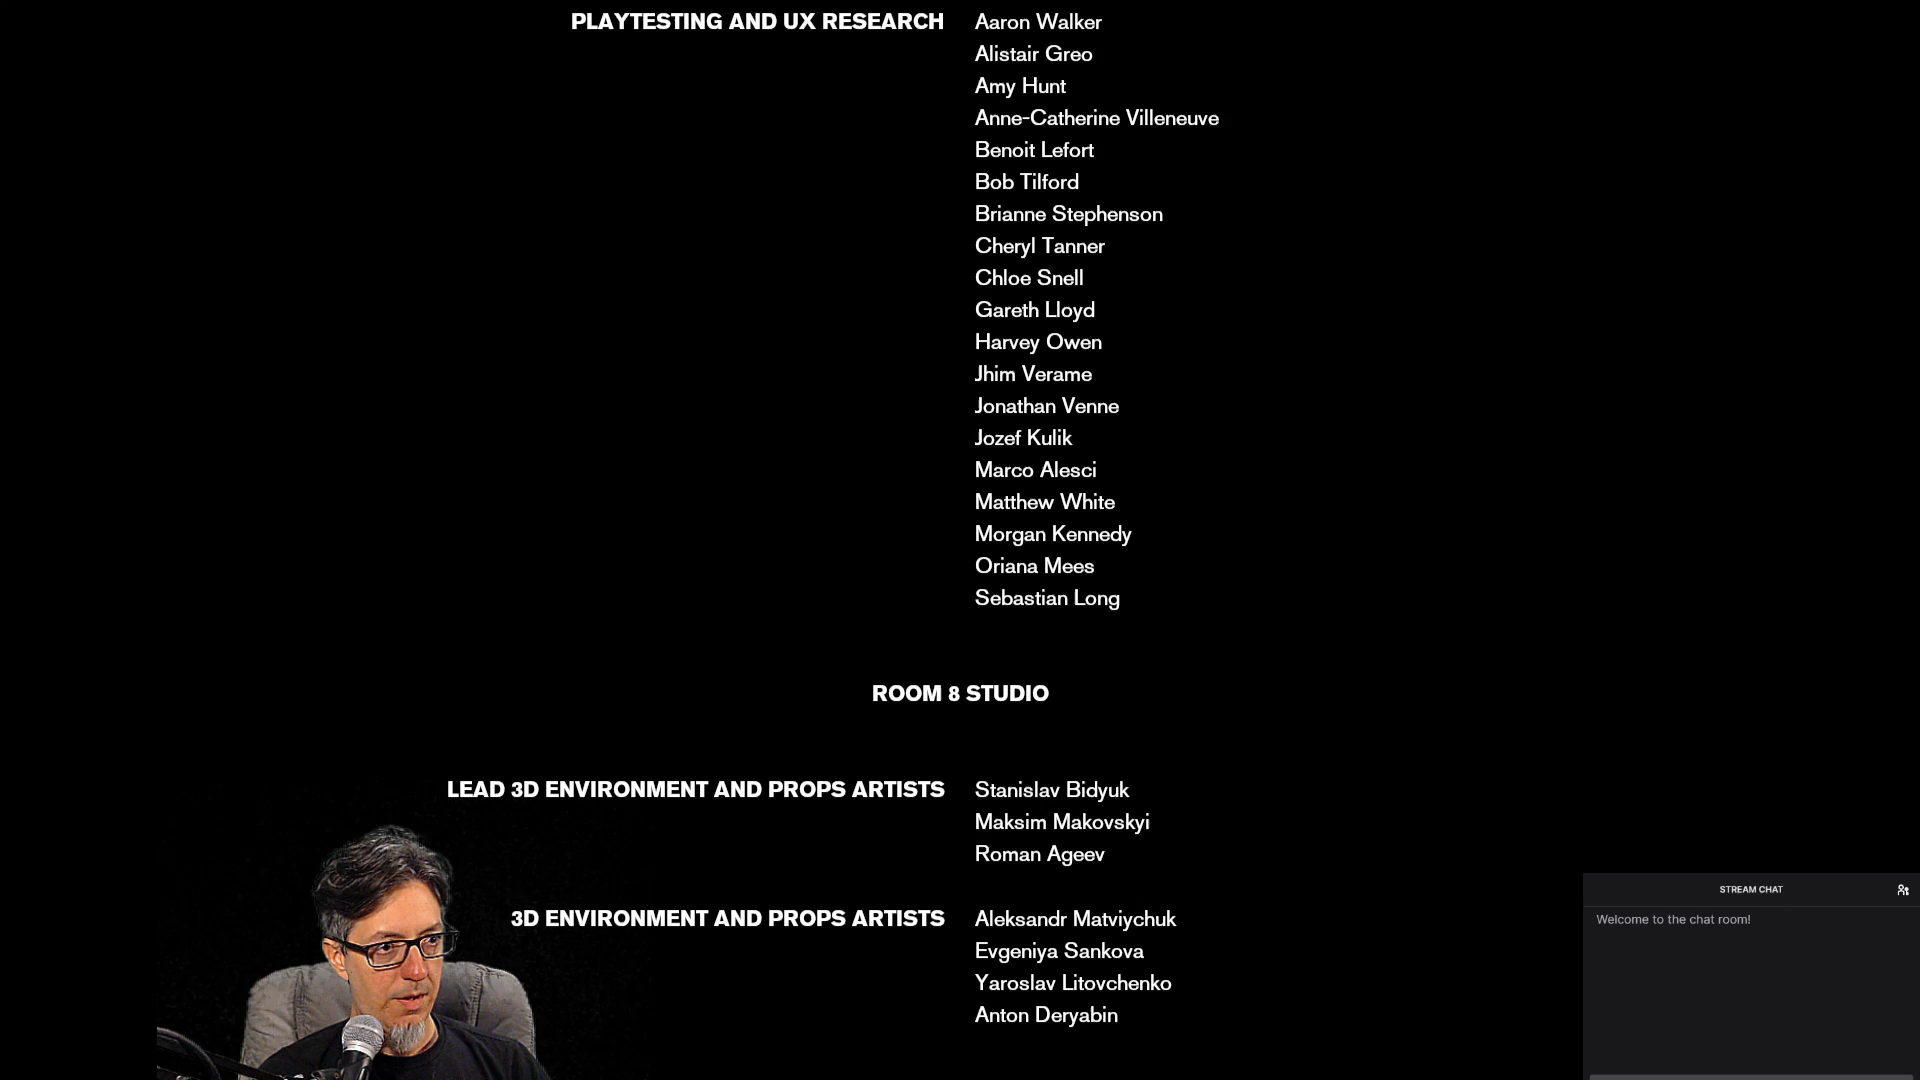 PLAYTESTING AND UX RESEARCH Aaron Walker
Alistair Greo
Amy Hunt
Anne-Catherine Villeneuve
Benoit Lefort
Bob Tilford
Brianne Stephenson
Cheryl Tanner
Chloe Snell
Gareth Lloyd
Harvey Owen
Jhim Verame
Jonathan Venne
Jozef Kulik
Marco Alesci
Matthew White
Morgan Kennedy
Oriana Mees
Sebastian Long
ROOM 8 STUDIO
LEAD 3D ENVIRONMENT AND PROPS ARTISTS Stanislav Bidyuk
Maksim Makovskyi
Roman Ageev
3D ENVIRONMENT AND PROPS ARTISTS Aleksandr Matviychuk
Evgeniya Sankova
Yaroslav Litovchenko
Anton Deryabin
STREAM CHAT
Welcome to the chat room!